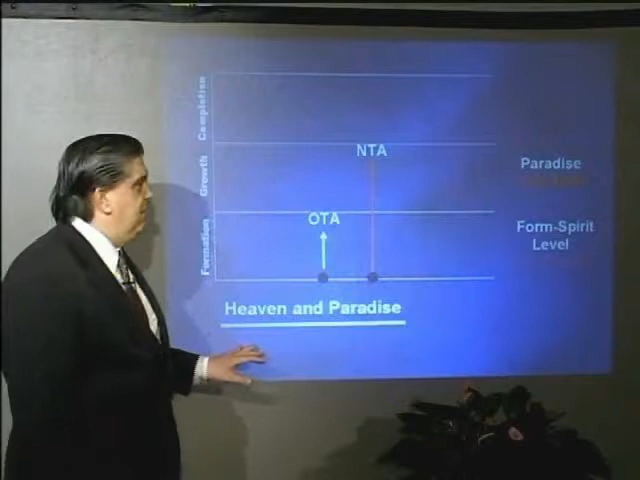 Completion
Growth
Formation
NTA
OTA
Paradise
Form-Spirit
Level
Heaven and Paradise